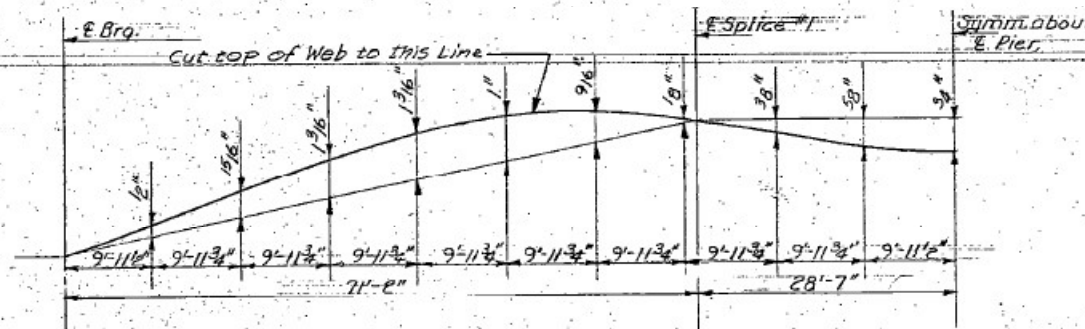 ℄ Brg.
℄ Splice #1
Symm. abou
℄ Pier
Cut top of Web to this Line
1/2"
15/16"
1 3/16"
1 3/16"
1"
9/16"
1/8"
3/8"
5/8"
3/4"
9'-11 1/2" 9'-11 3/4" 9'-11 3/4" 9'-11 3/4" 9'-11 3/4" 9'-11 3/4" 9'-11 3/4" 9'-11 3/4" 9'-11 3/4" 9'-11 1/2"
71'-2" 28'-7"